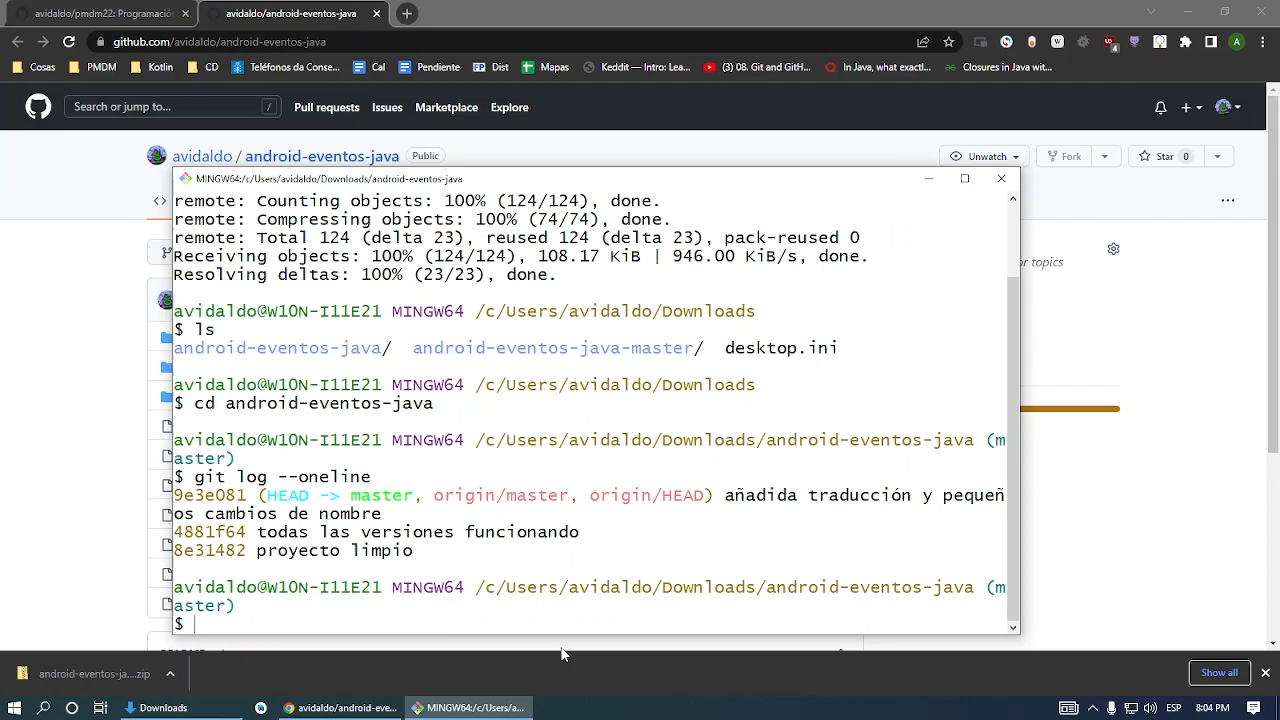 avidaldo/pmdm22: Programació
avidaldo/android-eventos-java
github.com/avidaldo/android-eventos-java
4
A
Cosas
PMDM
Kotlin
CD
Teléfonos da Conse...
Cal
Pendiente
Dist
Mapas
Keddit — Intro: Lea...
(3) 08. Git and GitH...
In Java, what exactl...
Closures in Java wit...
Search or jump to...
/
Pull requests
Issues
Marketplace
Explore
avidaldo / android-eventos-java
Public
Unwatch
Fork
Star 0
MINGW64:/c/Users/avidaldo/Downloads/android-eventos-java
remote: Counting objects: 100% (124/124), done.
remote: Compressing objects: 100% (74/74), done.
remote: Total 124 (delta 23), reused 124 (delta 23), pack-reused 0
Receiving objects: 100% (124/124), 108.17 KiB | 946.00 KiB/s, done.
Resolving deltas: 100% (23/23), done.
avidaldo@W10N-I11E21 MINGW64 /c/Users/avidaldo/Downloads
$ ls
android-eventos-java/ android-eventos-java-master/ desktop.ini
avidaldo@W10N-I11E21 MINGW64 /c/Users/avidaldo/Downloads
$ cd android-eventos-java
avidaldo@W10N-I11E21 MINGW64 /c/Users/avidaldo/Downloads/android-eventos-java (m
aster)
$ git log --oneline
9e3e081 (HEAD -> master, origin/master, origin/HEAD) añadida traducción y pequeñ
os cambios de nombre
4881f64 todas las versiones funcionando
8e31482 proyecto limpio
avidaldo@W10N-I11E21 MINGW64 /c/Users/avidaldo/Downloads/android-eventos-java (m
aster)
$
or topics
android-eventos-ja....zip
Show all
Downloads
avidaldo/android-eve...
MINGW64:/c/Users/a...
ESP
8:04 PM